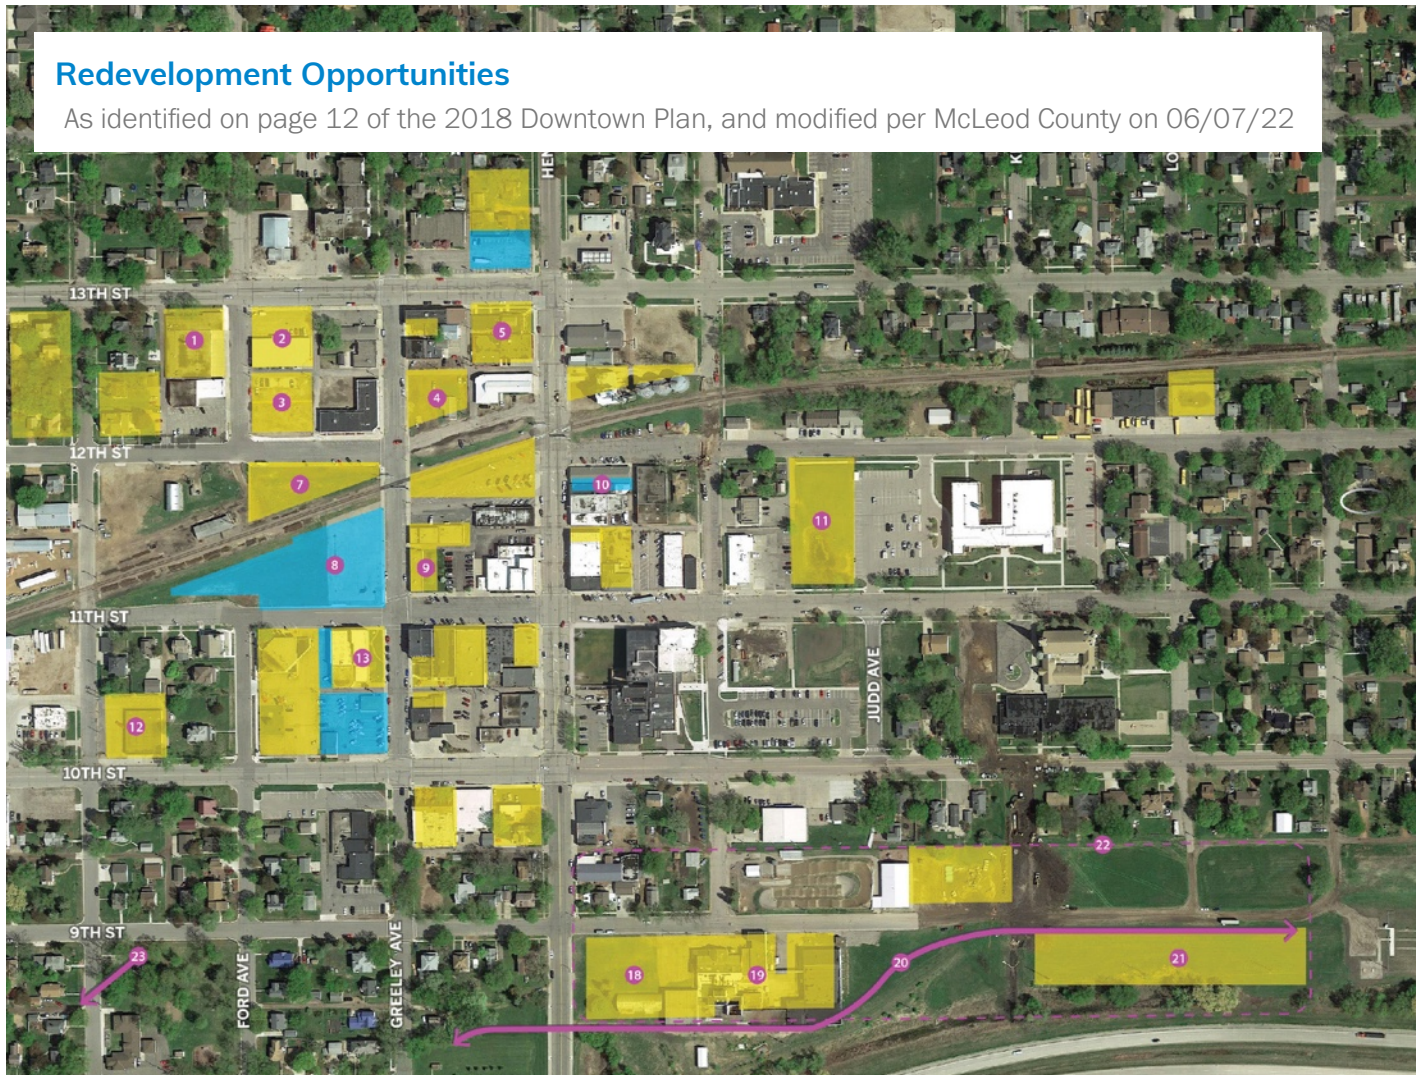 Redevelopment Opportunities
As identified on page 12 of the 2018 Downtown Plan, and modified per McLeod County on 06/07/22
HEN
K
LO
13TH ST
1
2
5
3
4
12TH ST
7
10
11
8
9
11TH ST
13
JUDD AVE
12
10TH ST
22
9TH ST
23
FORD AVE
GREELEY AVE
18
19
20
21